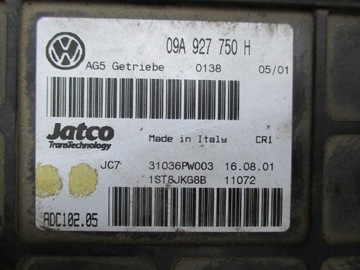 09A 927 750 H
AG5 Getriebe 0138 05/01
Jatco
TransTechnology
Made in Italy CR1
JC7 31036PW003 16.08.01
1ST8JKG8B 11072
ADC102.05